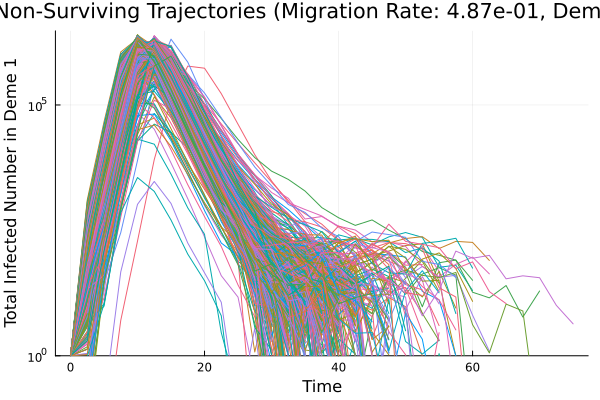 Non-Surviving Trajectories (Migration Rate: 4.87e-01, Dem
Total Infected Number in Deme 1
10⁵
10⁰
0 20 40 60
Time